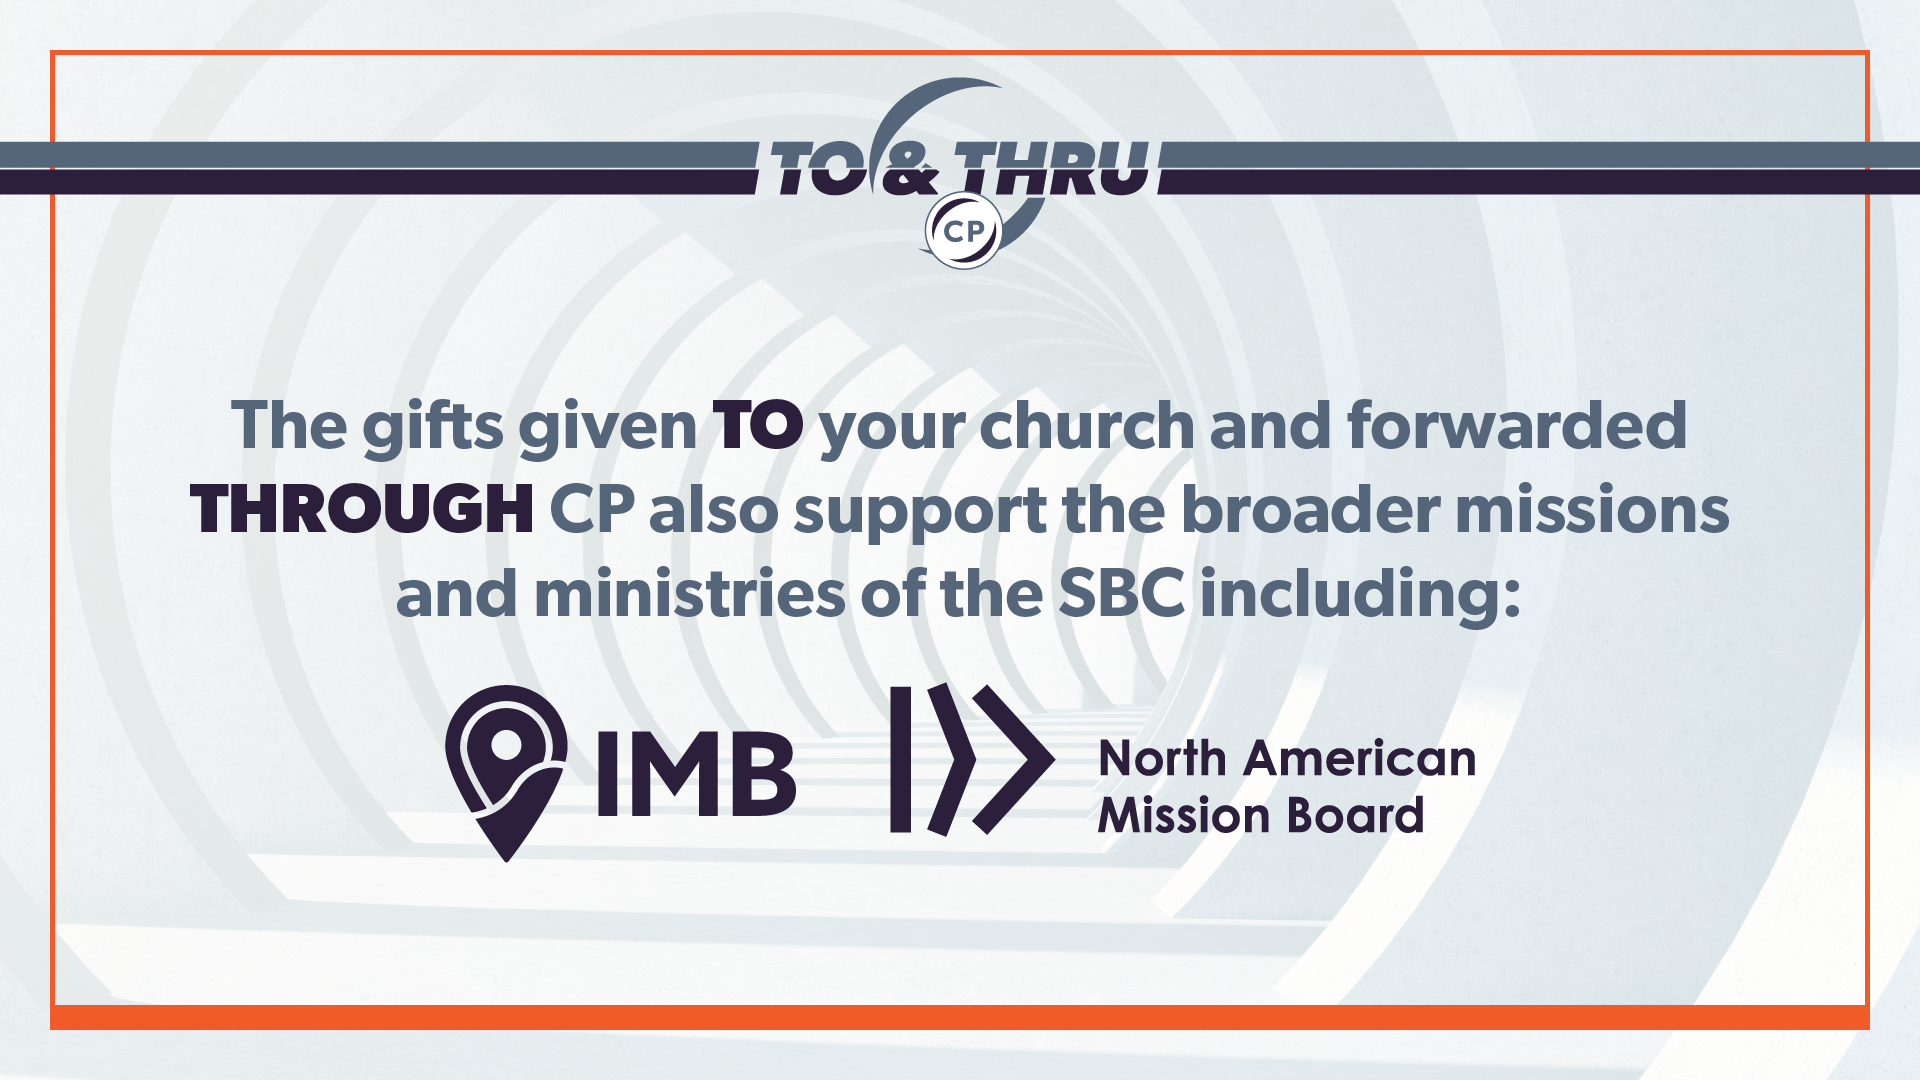 TO & THRU
CP
The gifts given TO your church and forwarded
THROUGH CP also support the broader missions
and ministries of the SBC including:
IMB
North American
Mission Board